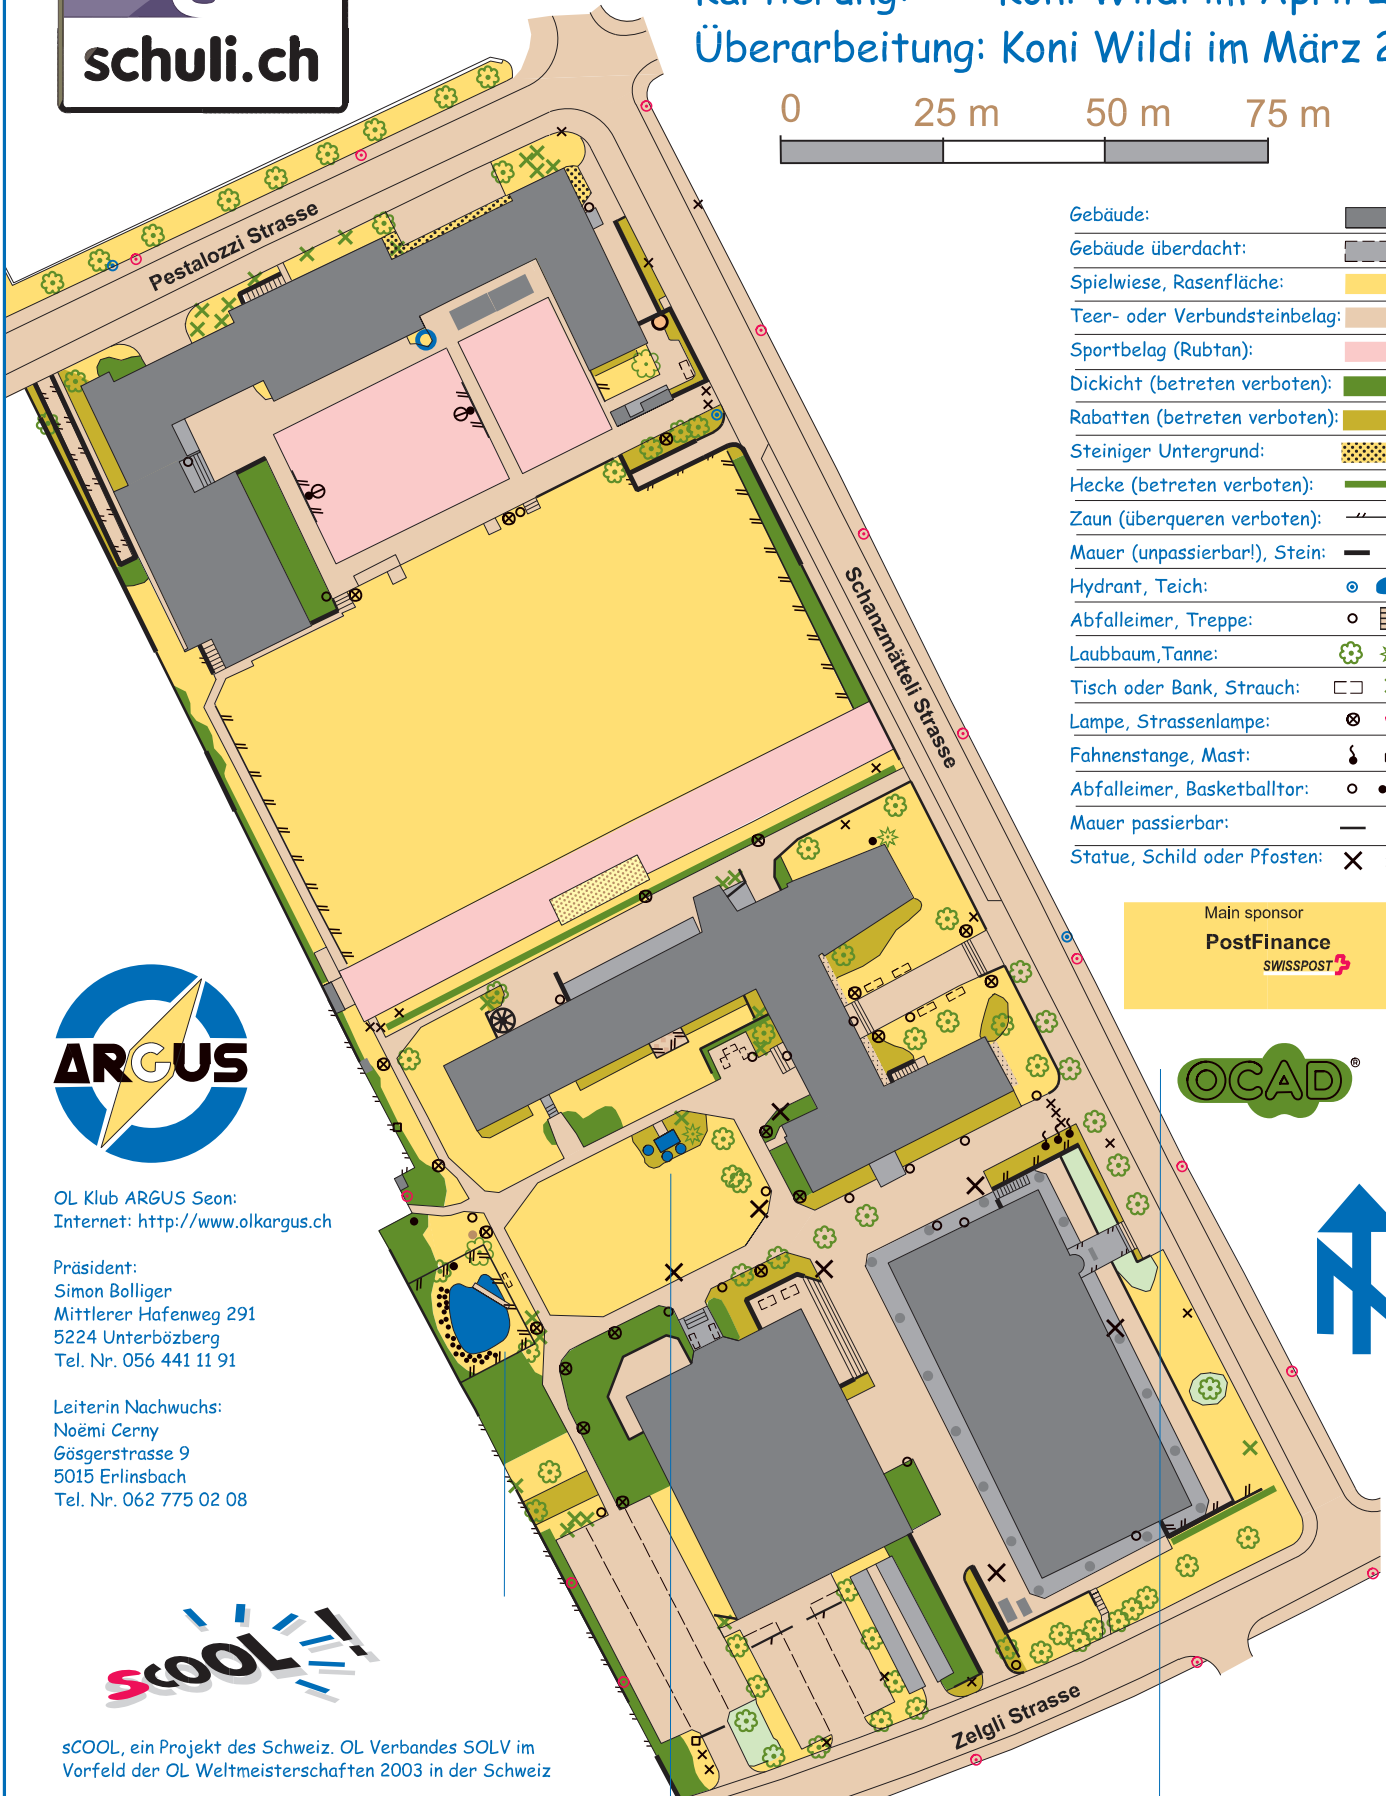 schuli.ch
Kartierung: Koni Wildi im April
Überarbeitung: Koni Wildi im März
0 25 m 50 m 75 m
Pestalozzi Strasse
Schanzmätteli Strasse
Zelgli Strasse
Gebäude:
Gebäude überdacht:
Spielwiese, Rasenfläche:
Teer- oder Verbundsteinbelag:
Sportbelag (Rubtan):
Dickicht (betreten verboten):
Rabatten (betreten verboten):
Steiniger Untergrund:
Hecke (betreten verboten):
Zaun (überqueren verboten):
Mauer (unpassierbar!), Stein:
Hydrant, Teich:
Abfalleimer, Treppe:
Laubbaum,Tanne:
Tisch oder Bank, Strauch:
Lampe, Strassenlampe:
Fahnenstange, Mast:
Abfalleimer, Basketballtor:
Mauer passierbar:
Statue, Schild oder Pfosten:
Main sponsor
PostFinance
SWISSPOST
OCAD®
ARGUS
OL Klub ARGUS Seon:
Internet: http://www.olkargus.ch
Präsident:
Simon Bolliger
Mittlerer Hafenweg 291
5224 Unterbözberg
Tel. Nr. 056 441 11 91
Leiterin Nachwuchs:
Noëmi Cerny
Gösgerstrasse 9
5015 Erlinsbach
Tel. Nr. 062 775 02 08
sCOOL!
sCOOL, ein Projekt des Schweiz. OL Verbandes SOLV im
Vorfeld der OL Weltmeisterschaften 2003 in der Schweiz